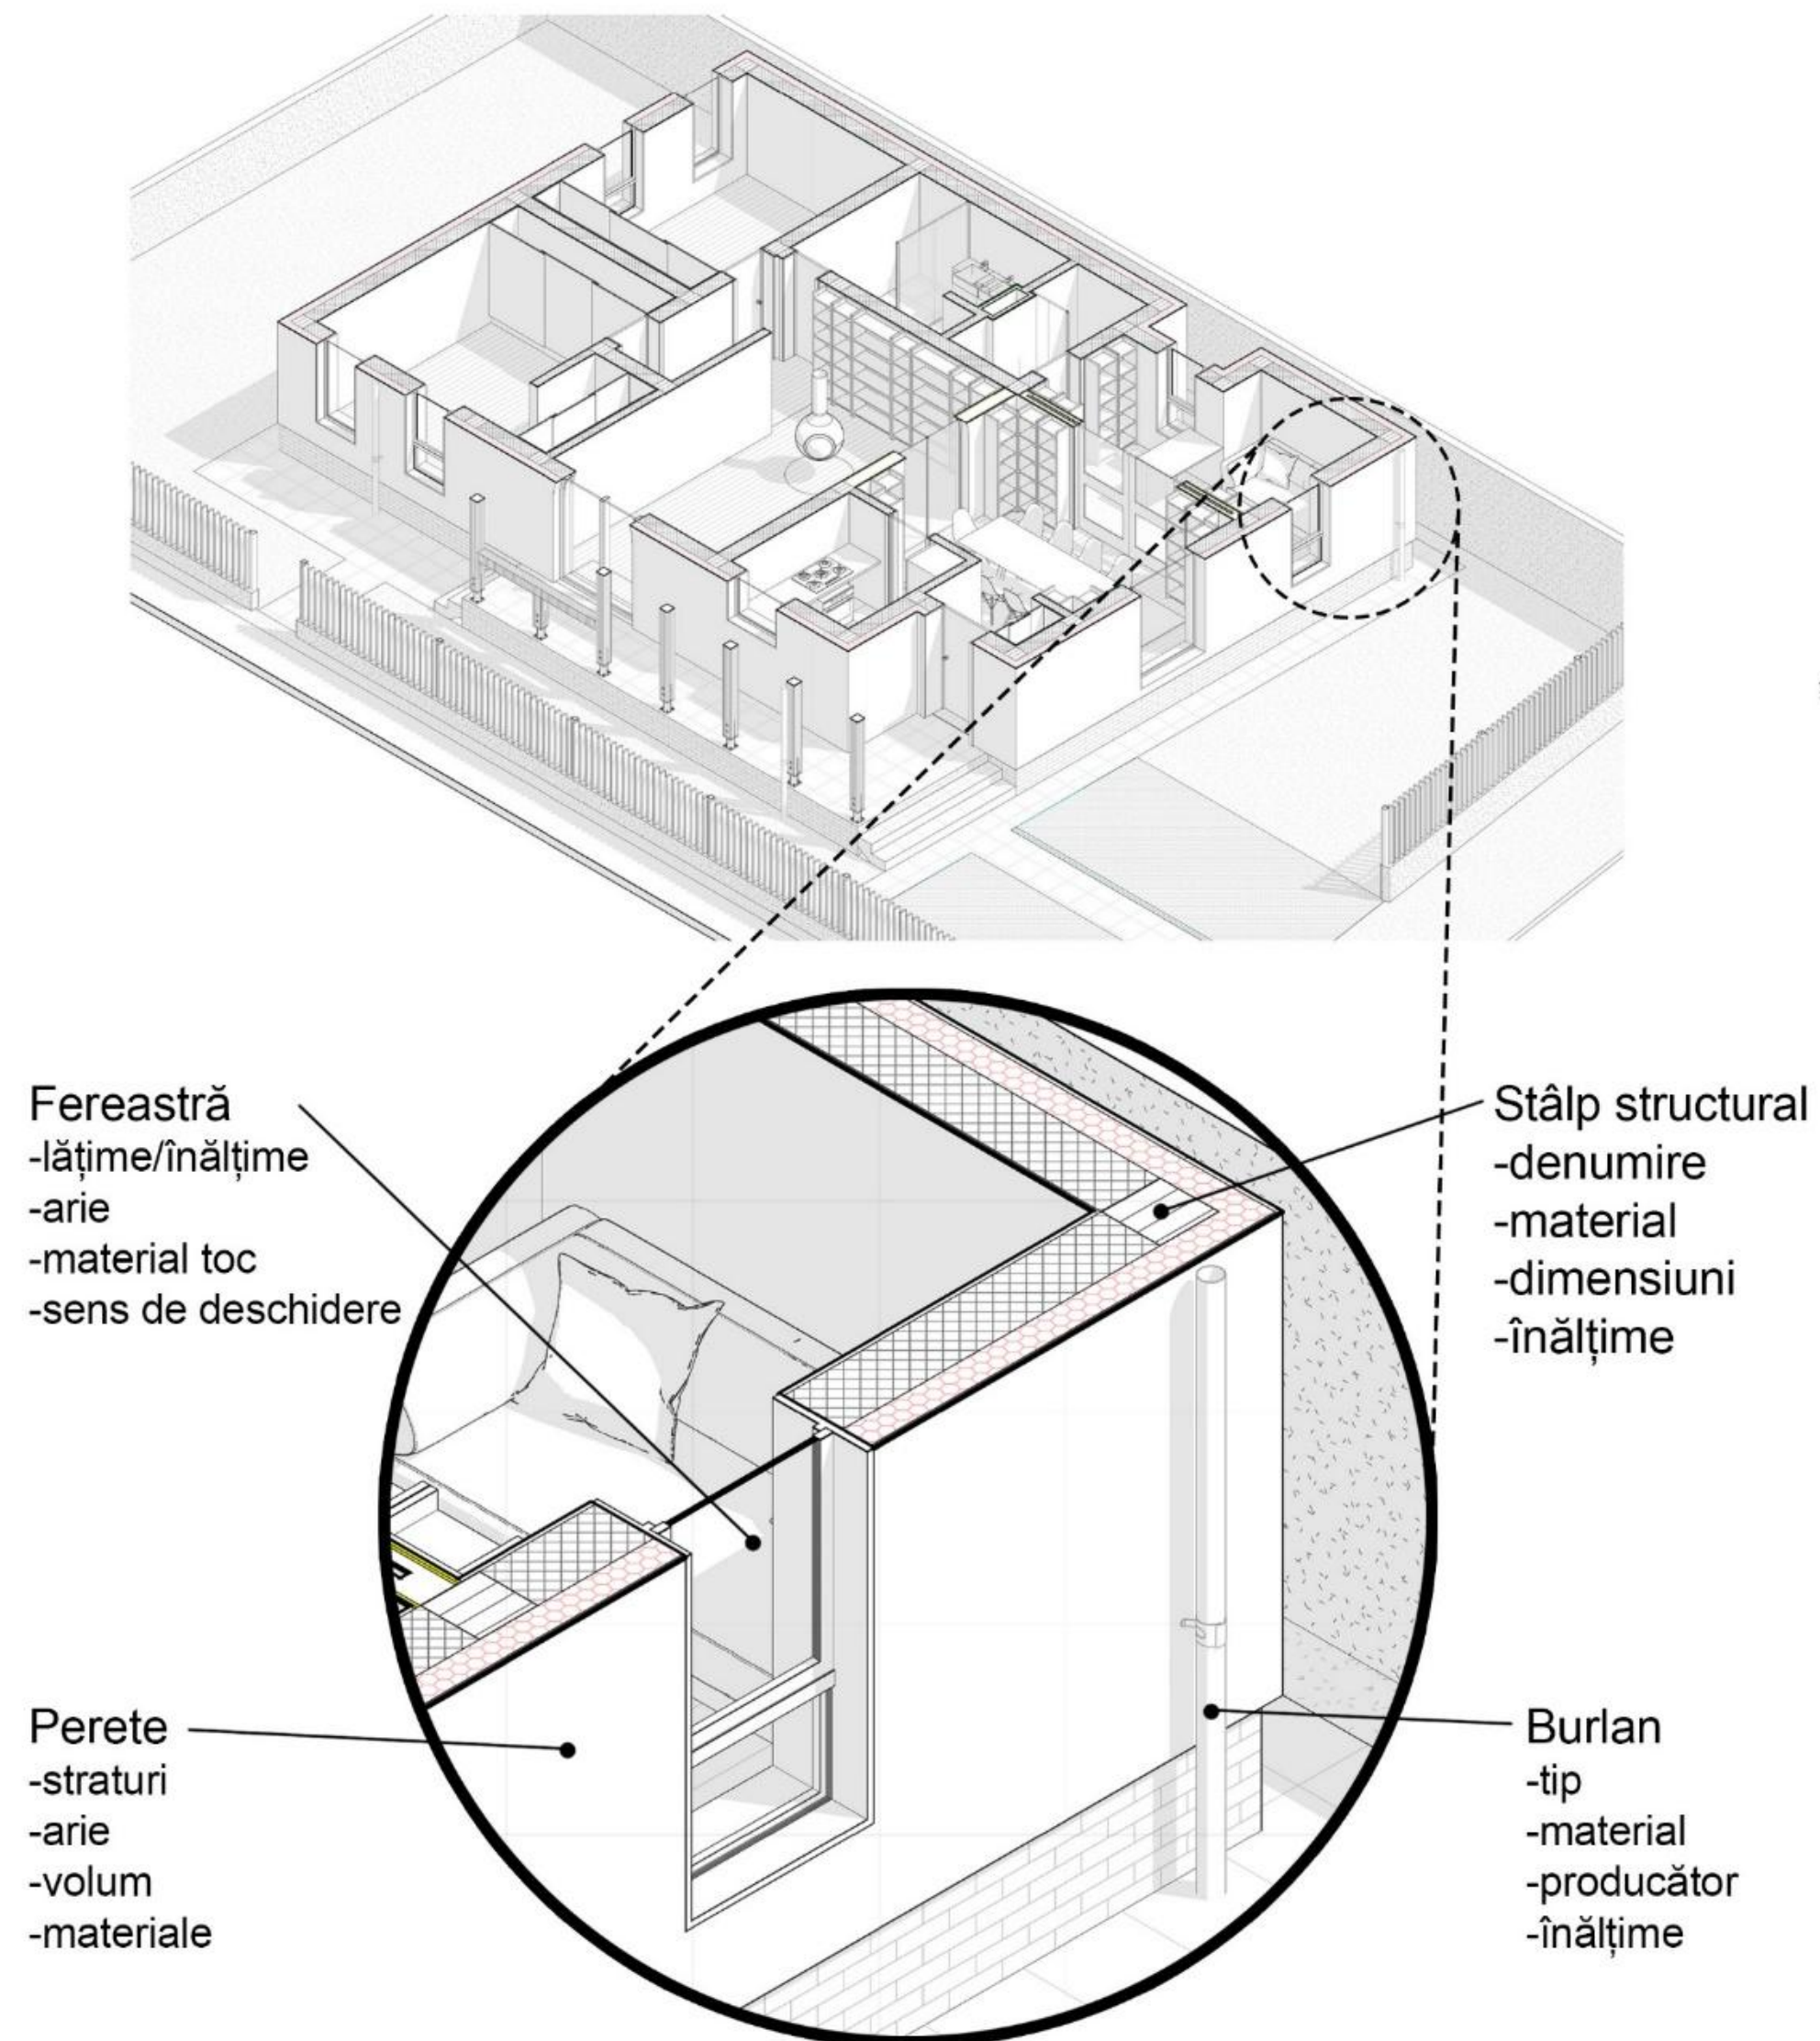 Fereastră
-lățime/înălțime
-arie
-material toc
-sens de deschidere
Stâlp structural
-denumire
-material
-dimensiuni
-înălțime
Perete
-straturi
-arie
-volum
-materiale
Burlan
-tip
-material
-producător
-înălțime